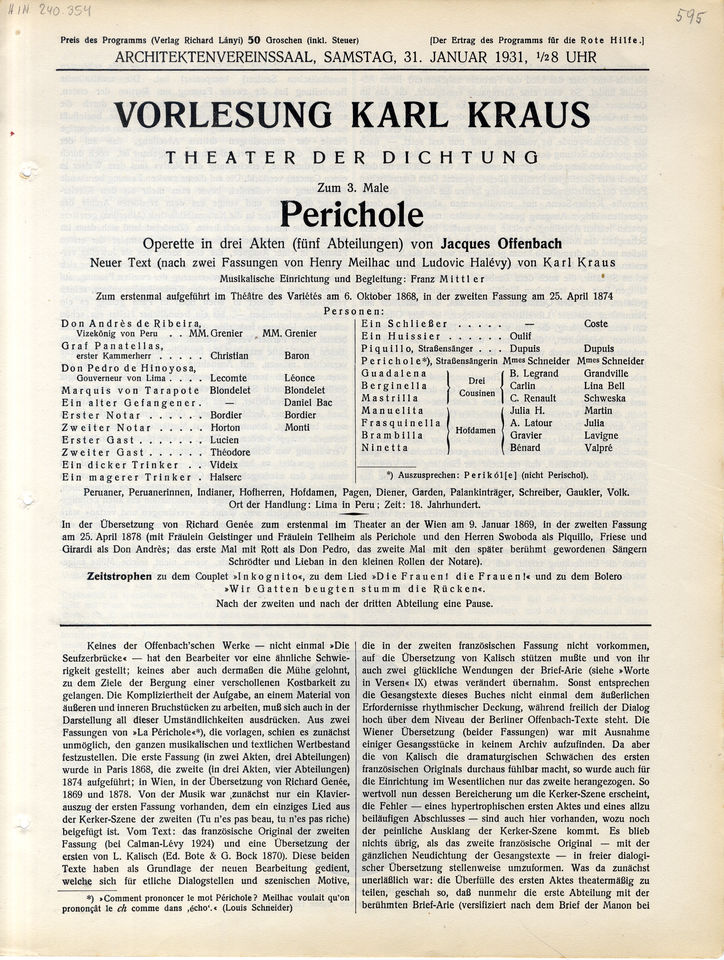 HIN. 240.354
595
Preis des Programms (Verlag Richard Lányi) 50 Groschen (inkl. Steuer)
[Der Ertrag des Programms für die Rote Hilfe.]
ARCHITEKTENVEREINSSAAL, SAMSTAG, 31. JANUAR 1931, 1/28 UHR
VORLESUNG KARL KRAUS
THEATER DER DICHTUNG
Zum 3. Male
Perichole
Operette in drei Akten (fünf Abteilungen) von Jacques Offenbach
Neuer Text (nach zwei Fassungen von Henry Meilhac und Ludovic Halévy) von Karl Kraus
Musikalische Einrichtung und Begleitung: Franz Mittler
Zum erstenmal aufgeführt im Théâtre des Variétés am 6. Oktober 1868, in der zweiten Fassung am 25. April 1874
Personen:
Don Andrès de Ribeira,
Vizekönig von Peru . . MM. Grenier MM. Grenier
Graf Panatellas,
erster Kammerherr . . . . . Christian Baron
Don Pedro de Hinoyosa,
Gouverneur von Lima . . . . Lecomte Léonce
Marquis von Tarapote Blondelet Blondelet
Ein alter Gefangener. — Daniel Bac
Erster Notar . . . . . . Bordier Bordier
Zweiter Notar . . . . . Horton Monti
Erster Gast . . . . . . . Lucien
Zweiter Gast . . . . . . Théodore
Ein dicker Trinker . . Videix
Ein magerer Trinker . Halserc
Ein Schließer . . . . . — Coste
Ein Huissier . . . . . . Oulif
Piquillo, Straßensänger . . . Dupuis Dupuis
Perichole*), Straßensängerin Mmes Schneider Mmes Schneider
Guadalena B. Legrand Grandville
Berginella Drei Cousinen Carlin Lina Bell
Mastrilla C. Renault Schweska
Manuelita Julia H. Martin
Frasquinella Hofdamen A. Latour Julia
Brambilla Gravier Lavigne
Ninetta Bénard Valpré
*) Auszusprechen: Perikól[e] (nicht Perischol).
Peruaner, Peruanerinnen, Indianer, Hofherren, Hofdamen, Pagen, Diener, Garden, Palankinträger, Schreiber, Gaukler, Volk.
Ort der Handlung: Lima in Peru; Zeit: 18. Jahrhundert.
In der Übersetzung von Richard Genée zum erstenmal im Theater an der Wien am 9. Januar 1869, in der zweiten Fassung
am 25. April 1878 (mit Fräulein Geistinger und Fräulein Tellheim als Perichole und den Herren Swoboda als Piquillo, Friese und
Girardi als Don Andrès; das erste Mal mit Rott als Don Pedro, das zweite Mal mit den später berühmt gewordenen Sängern
Schrödter und Lieban in den kleinen Rollen der Notare).
Zeitstrophen zu dem Couplet »Inkognito«, zu dem Lied »Die Frauen! die Frauen!« und zu dem Bolero
»Wir Gatten beugten stumm die Rücken«.
Nach der zweiten und nach der dritten Abteilung eine Pause.
Keines der Offenbach'schen Werke — nicht einmal »Die
Seufzerbrücke« — hat den Bearbeiter vor eine ähnliche Schwie-
rigkeit gestellt; keines aber auch dermaßen die Mühe gelohnt,
zu dem Ziele der Bergung einer verschollenen Kostbarkeit zu
gelangen. Die Kompliziertheit der Aufgabe, an einem Material von
äußeren und inneren Bruchstücken zu arbeiten, muß sich auch in der
Darstellung all dieser Umständlichkeiten ausdrücken. Aus zwei
Fassungen von »La Périchole«*), die vorlagen, schien es zunächst
unmöglich, den ganzen musikalischen und textlichen Wertbestand
festzustellen. Die erste Fassung (in zwei Akten, drei Abteilungen)
wurde in Paris 1868, die zweite (in drei Akten, vier Abteilungen)
1874 aufgeführt; in Wien, in der Übersetzung von Richard Genée,
1869 und 1878. Von der Musik war zunächst nur ein Klavier-
auszug der ersten Fassung vorhanden, dem ein einziges Lied aus
der Kerker-Szene der zweiten (Tu n'es pas beau, tu n'es pas riche)
beigefügt ist. Vom Text: das französische Original der zweiten
Fassung (bei Calman-Lévy 1924) und eine Übersetzung der
ersten von L. Kalisch (Ed. Bote & G. Bock 1870). Diese beiden
Texte haben als Grundlage der neuen Bearbeitung gedient,
welche sich für etliche Dialogstellen und szenischen Motive,
*) »Comment prononcer le mot Périchole? Meilhac voulait qu'on
prononçât le ch comme dans ‚écho'.« (Louis Schneider)
die in der zweiten französischen Fassung nicht vorkommen,
auf die Übersetzung von Kalisch stützen mußte und von ihr
auch zwei glückliche Wendungen der Brief-Arie (siehe »Worte
in Versen« IX) etwas verändert übernahm. Sonst entsprechen
die Gesangstexte dieses Buches nicht einmal dem äußerlichen
Erfordernisse rhythmischer Deckung, während freilich der Dialog
hoch über dem Niveau der Berliner Offenbach-Texte steht. Die
Wiener Übersetzung (beider Fassungen) war mit Ausnahme
einiger Gesangsstücke in keinem Archiv aufzufinden. Da aber
die von Kalisch die dramaturgischen Schwächen des ersten
französischen Originals durchaus fühlbar macht, so wurde auch für
die Einrichtung im Wesentlichen nur das zweite herangezogen. So
wertvoll nun dessen Bereicherung um die Kerker-Szene erscheint,
die Fehler — eines hypertrophischen ersten Aktes und eines allzu
beiläufigen Abschlusses — sind auch hier vorhanden, wozu noch
der peinliche Ausklang der Kerker-Szene kommt. Es blieb
nichts übrig, als das zweite französische Original — mit der
gänzlichen Neudichtung der Gesangstexte — in freier dialogi-
scher Übersetzung stellenweise umzuformen. Was da zunächst
unerläßlich war: die Überfülle des ersten Aktes theatermäßig zu
teilen, geschah so, daß nunmehr die erste Abteilung mit der
berühmten Brief-Arie (versifiziert nach dem Brief der Manon bei